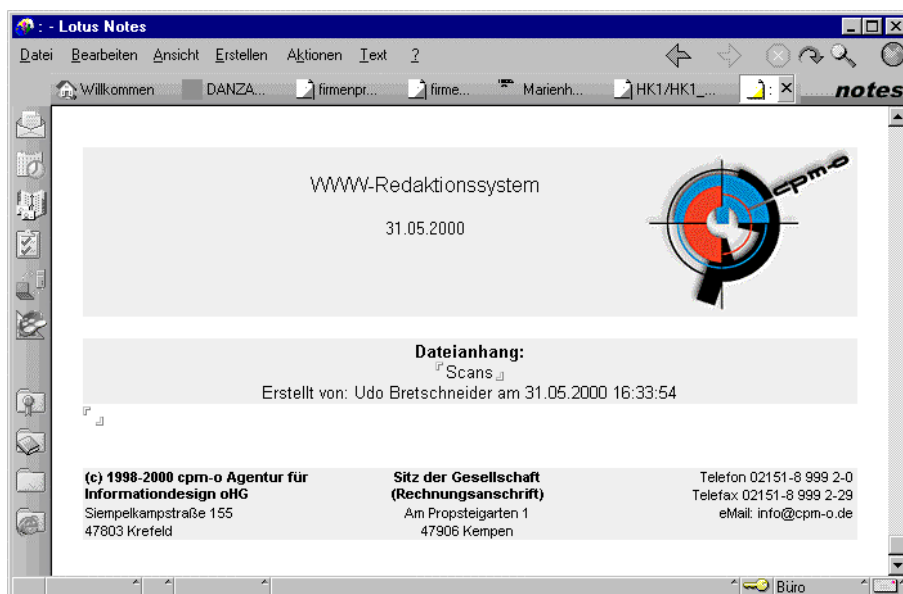 : - Lotus Notes
Datei Bearbeiten Ansicht Erstellen Aktionen Text ?
Willkommen DANZA... firmenpr... firme... Marienh... HK1/HK1_... : notes
WWW-Redaktionssystem
cpm-o
31.05.2000
Dateianhang:
Scans
Erstellt von: Udo Bretschneider am 31.05.2000 16:33:54
(c) 1998-2000 cpm-o Agentur für Informationdesign oHG
Siempelkampstraße 155
47803 Krefeld
Sitz der Gesellschaft
(Rechnungsanschrift)
Am Propsteigarten 1
47906 Kempen
Telefon 02151-8 999 2-0
Telefax 02151-8 999 2-29
eMail: info@cpm-o.de
Büro